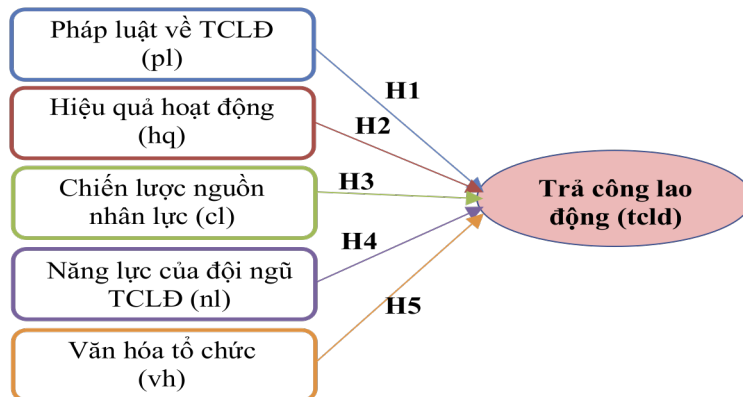 Pháp luật về TCLĐ
(pl)
H1
Hiệu quả hoạt động
(hq)
H2
Chiến lược nguồn
nhân lực (cl)
H3
Trả công lao
động (tcld)
Năng lực của đội ngũ
TCLĐ (nl)
H4
Văn hóa tổ chức
(vh)
H5